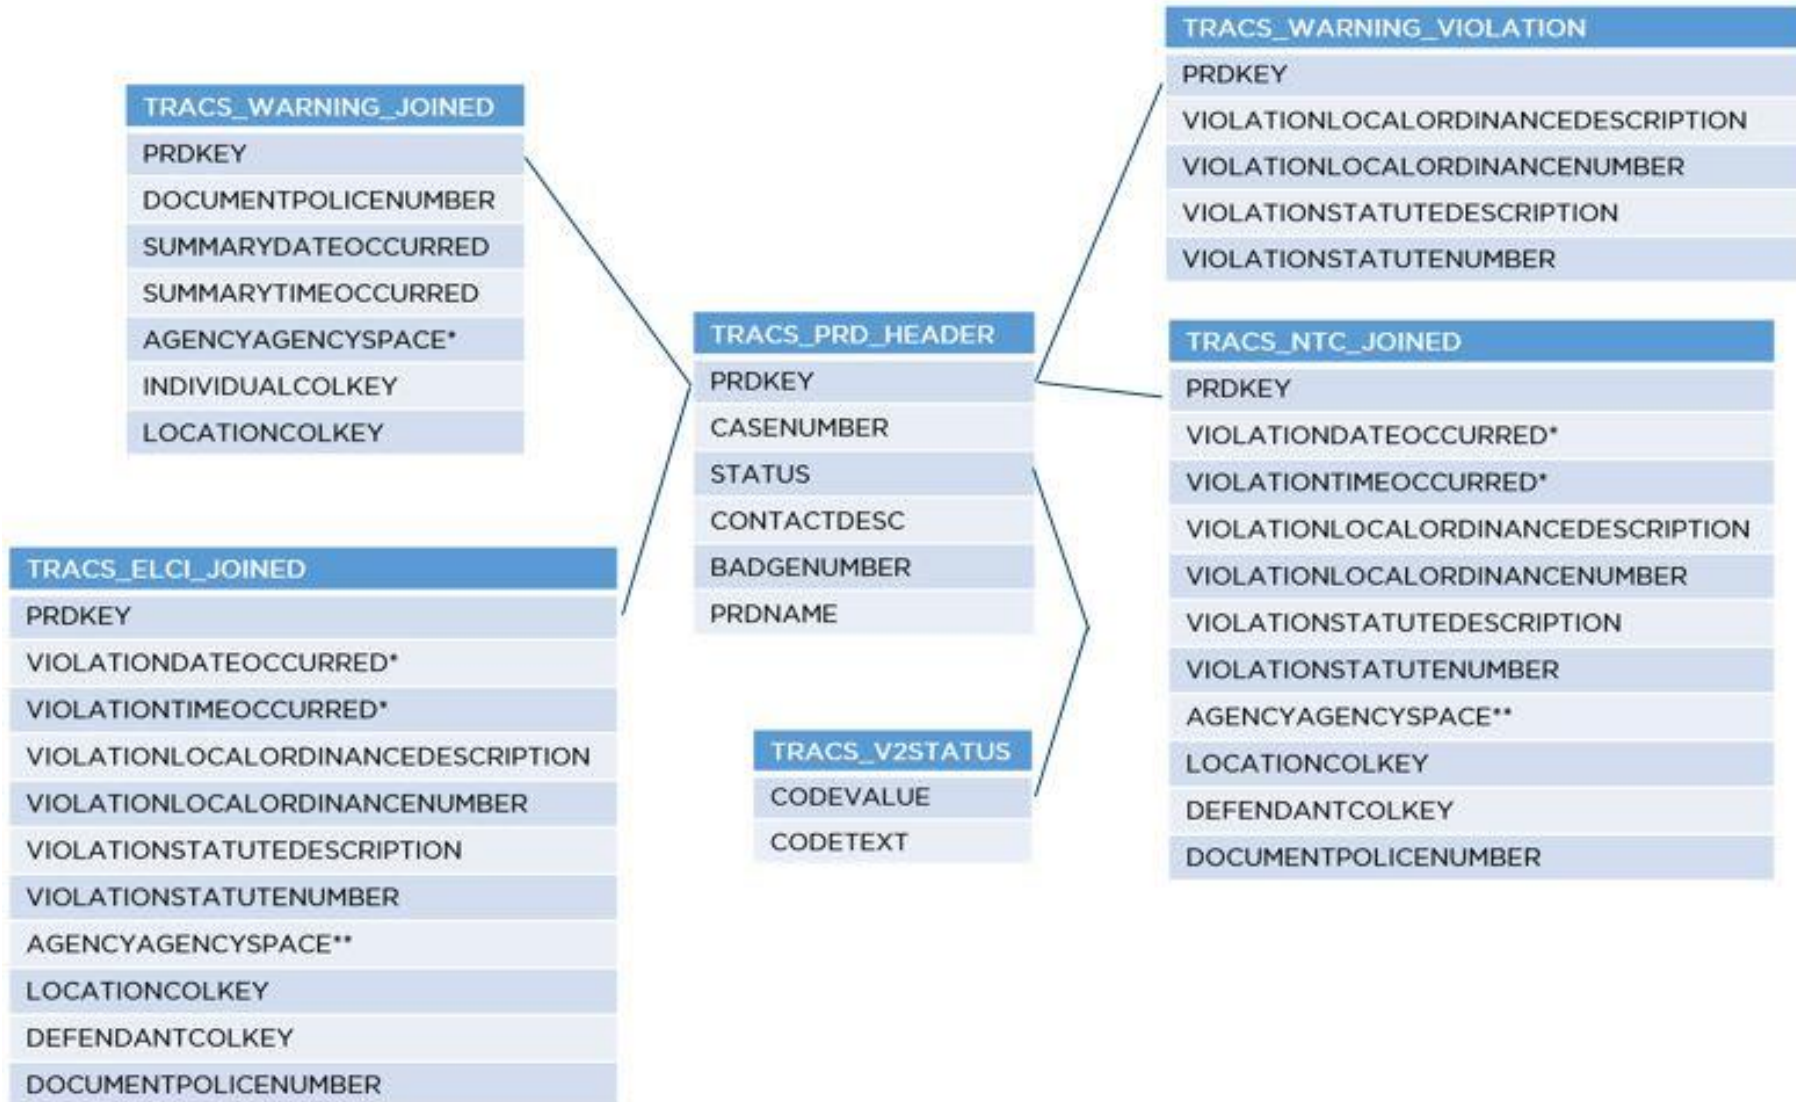 TRACS_WARNING_JOINED
PRDKEY
DOCUMENTPOLICENUMBER
SUMMARYDATEOCCURRED
SUMMARYTIMEOCCURRED
AGENCYAGENCYSPACE*
INDIVIDUALCOLKEY
LOCATIONCOLKEY
TRACS_ELCI_JOINED
PRDKEY
VIOLATIONDATEOCCURRED*
VIOLATIONTIMEOCCURRED*
VIOLATIONLOCALORDINANCEDESCRIPTION
VIOLATIONLOCALORDINANCENUMBER
VIOLATIONSTATUTEDESCRIPTION
VIOLATIONSTATUTENUMBER
AGENCYAGENCYSPACE**
LOCATIONCOLKEY
DEFENDANTCOLKEY
DOCUMENTPOLICENUMBER
TRACS_PRD_HEADER
PRDKEY
CASENUMBER
STATUS
CONTACTDESC
BADGENUMBER
PRDNAME
TRACS_V2STATUS
CODEVALUE
CODETEXT
TRACS_WARNING_VIOLATION
PRDKEY
VIOLATIONLOCALORDINANCEDESCRIPTION
VIOLATIONLOCALORDINANCENUMBER
VIOLATIONSTATUTEDESCRIPTION
VIOLATIONSTATUTENUMBER
TRACS_NTC_JOINED
PRDKEY
VIOLATIONDATEOCCURRED*
VIOLATIONTIMEOCCURRED*
VIOLATIONLOCALORDINANCEDESCRIPTION
VIOLATIONLOCALORDINANCENUMBER
VIOLATIONSTATUTEDESCRIPTION
VIOLATIONSTATUTENUMBER
AGENCYAGENCYSPACE**
LOCATIONCOLKEY
DEFENDANTCOLKEY
DOCUMENTPOLICENUMBER